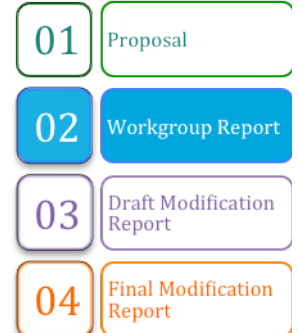 01 Proposal
02 Workgroup Report
03 Draft Modification
Report
04 Final Modification
Report